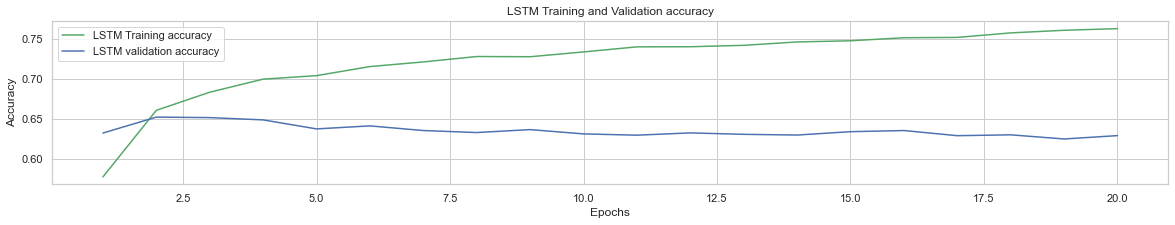 LSTM Training and Validation accuracy
LSTM Training accuracy
LSTM validation accuracy
Accuracy
0.75
0.70
0.65
0.60
2.5 5.0 7.5 10.0 12.5 15.0 17.5 20.0
Epochs